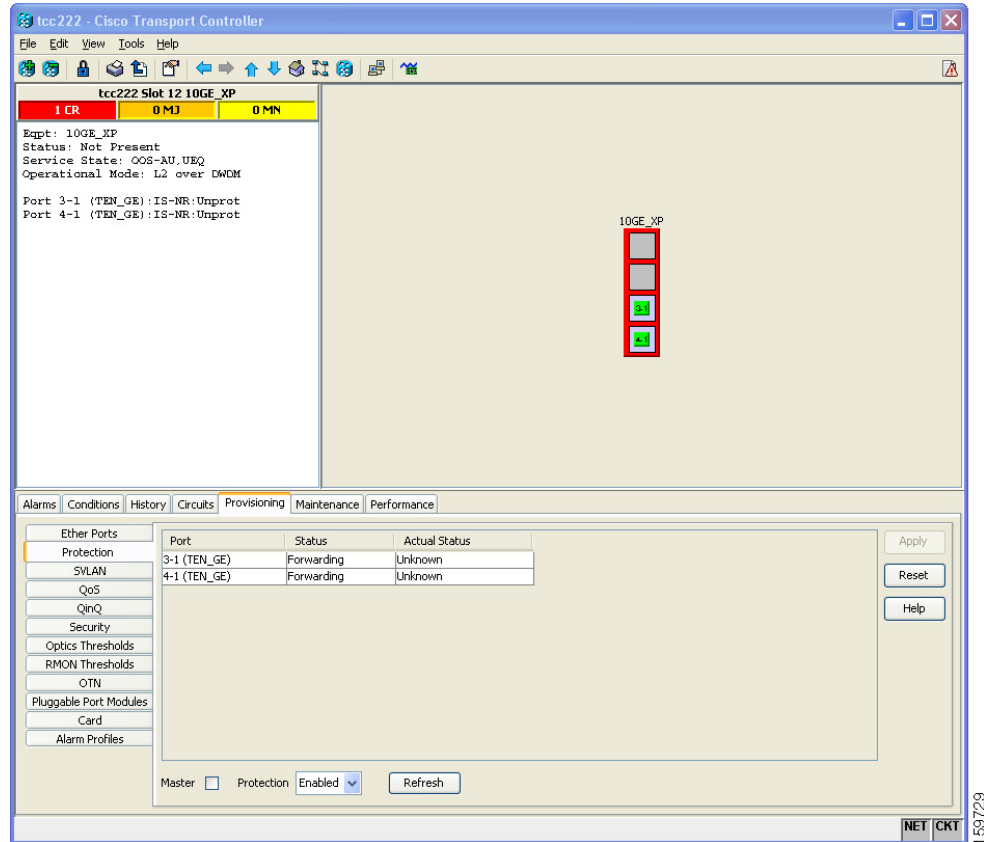 tcc222 - Cisco Transport Controller
File Edit View Tools Help
tcc222 Slot 12 10GE_XP
1 CR 0 MJ 0 MN
Eqpt: 10GE_XP
Status: Not Present
Service State: OOS-AU,UEQ
Operational Mode: L2 over DWDM
Port 3-1 (TEN_GE):IS-NR:Unprot
Port 4-1 (TEN_GE):IS-NR:Unprot
10GE_XP
3-1
4-1
Alarms Conditions History Circuits Provisioning Maintenance Performance
Ether Ports
Protection
SVLAN
QoS
QinQ
Security
Optics Thresholds
RMON Thresholds
OTN
Pluggable Port Modules
Card
Alarm Profiles
Port Status Actual Status
3-1 (TEN_GE) Forwarding Unknown
4-1 (TEN_GE) Forwarding Unknown
Apply
Reset
Help
Master Protection Enabled Refresh
NET CKT
159729